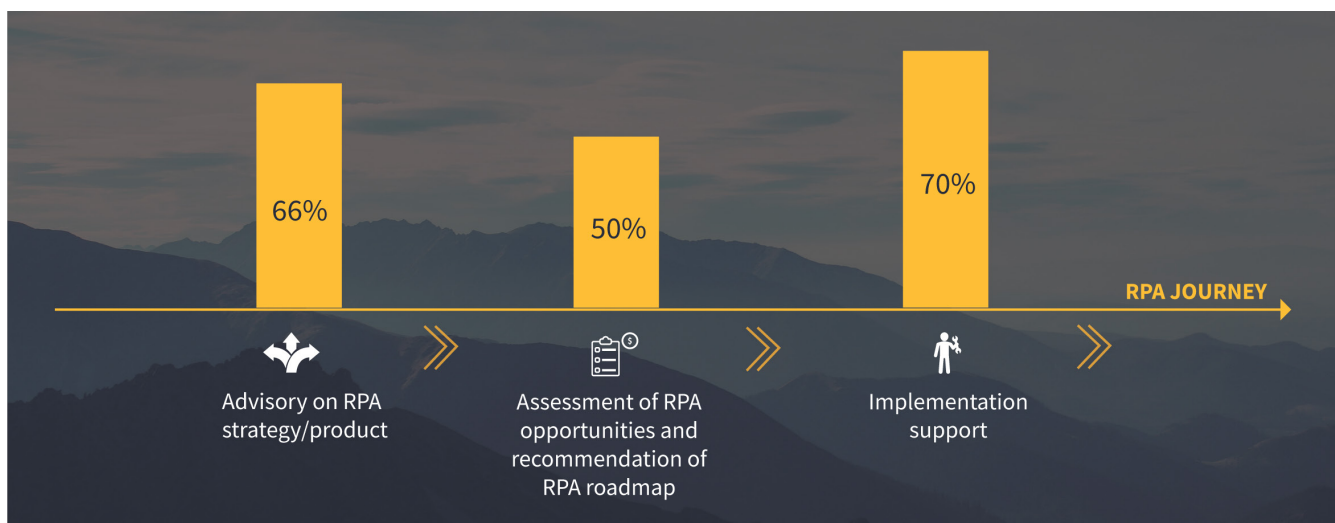 66%
50%
70%
RPA JOURNEY
$
Advisory on RPA
strategy/product
Assessment of RPA
opportunities and
recommendation of
RPA roadmap
Implementation
support